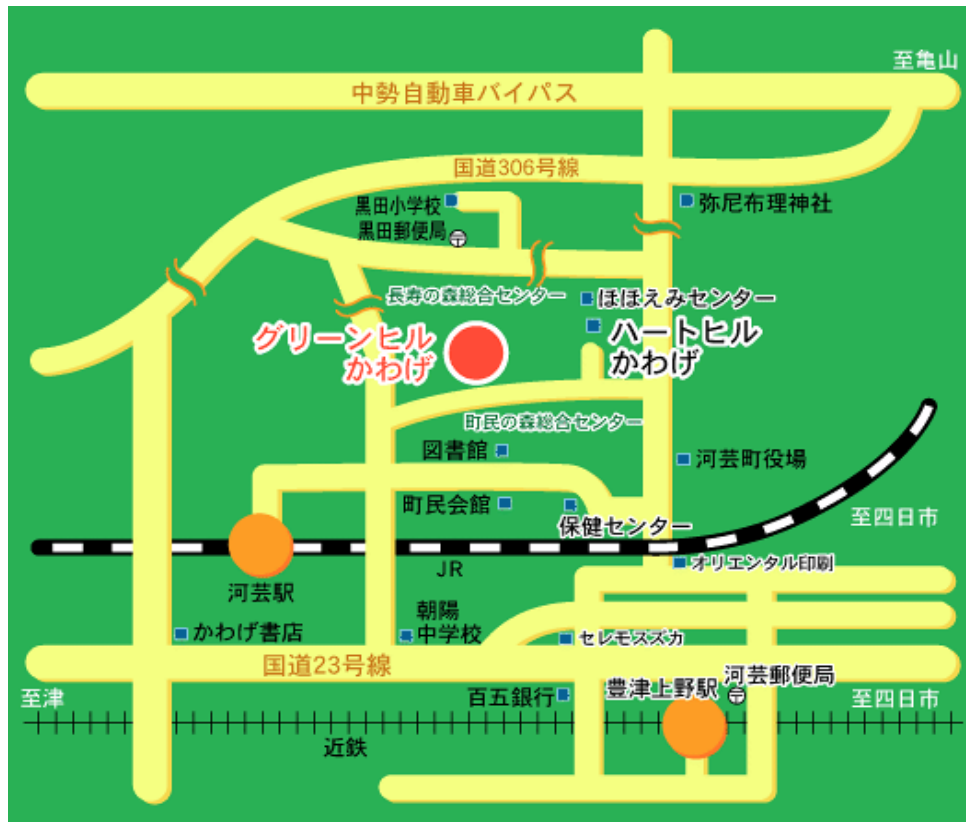 至亀山
中勢自動車バイパス
国道306号線
黒田小学校
弥尼布理神社
黒田郵便局
長寿の森総合センター
ほほえみセンター
グリーンヒル
かわげ
ハートヒル
かわげ
町民の森総合センター
図書館
河芸町役場
町民会館
保健センター
至四日市
オリエンタル印刷
JR
河芸駅
朝陽
中学校
かわげ書店
セレモスズカ
国道23号線
河芸郵便局
至津
百五銀行
豊津上野駅
至四日市
近鉄